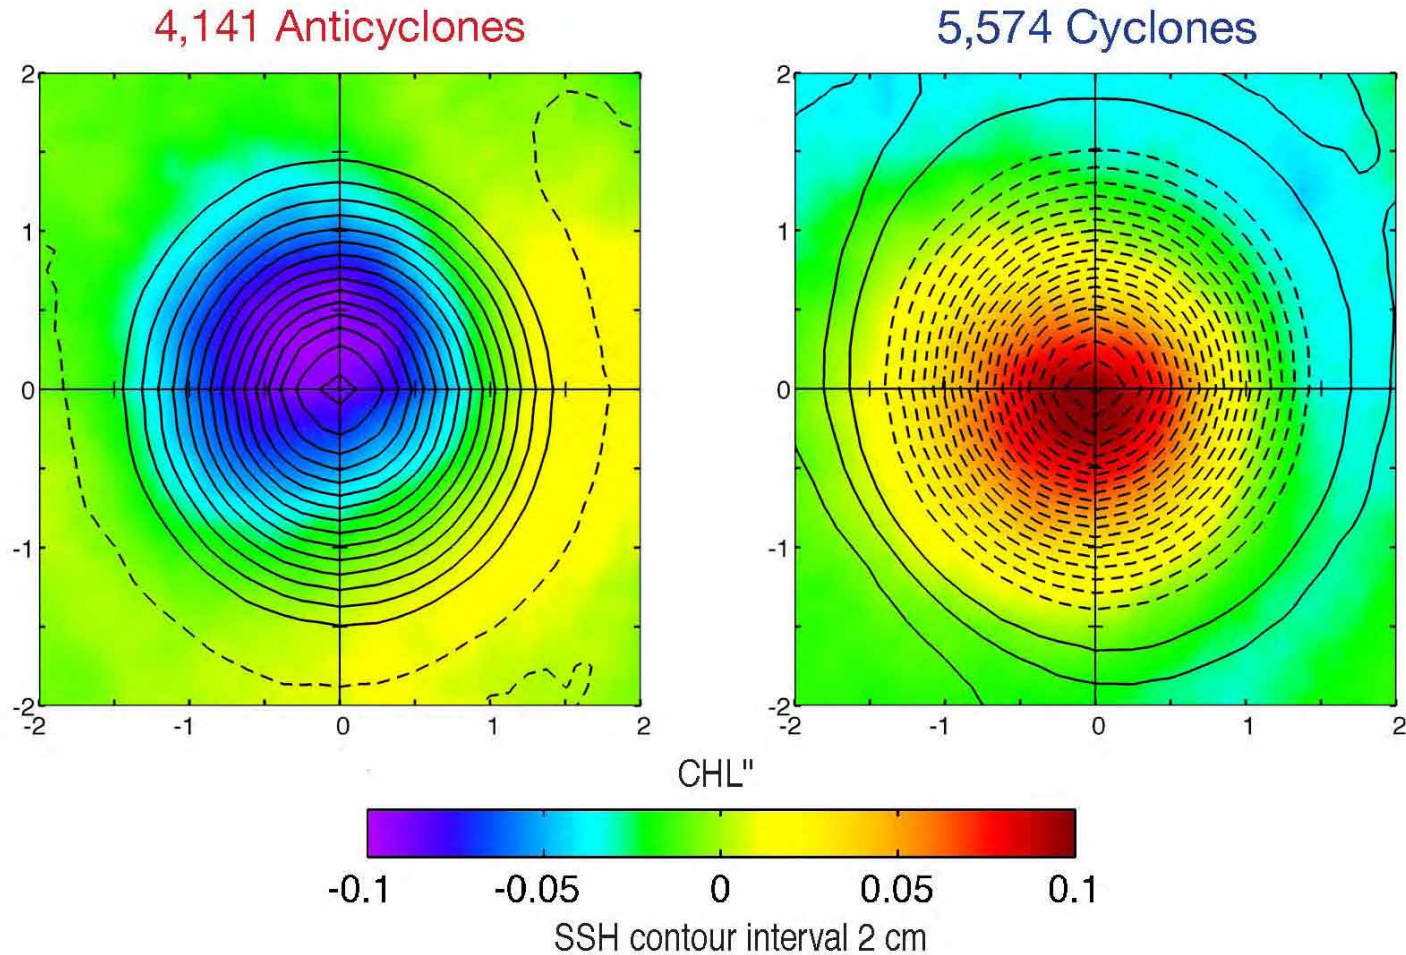 4,141 Anticyclones 5,574 Cyclones
2 2
1 1
0 0
-1 -1
-2 -2
-2 -1 0 1 2 -2 -1 0 1 2
CHL"
-0.1 -0.05 0 0.05 0.1
SSH contour interval 2 cm